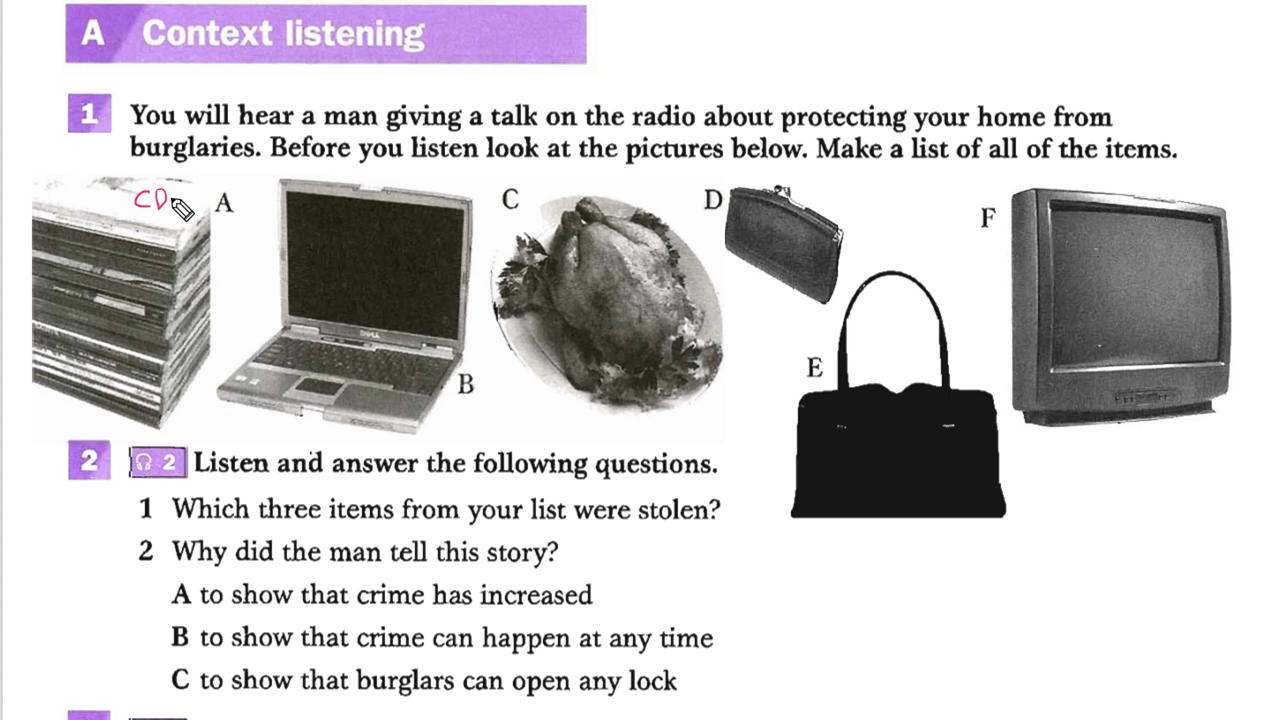 A Context listening
1 You will hear a man giving a talk on the radio about protecting your home from
burglaries. Before you listen look at the pictures below. Make a list of all of the items.
CD
A
B
C
D
E
F
DELL
2 2 Listen and answer the following questions.
1 Which three items from your list were stolen?
2 Why did the man tell this story?
A to show that crime has increased
B to show that crime can happen at any time
C to show that burglars can open any lock